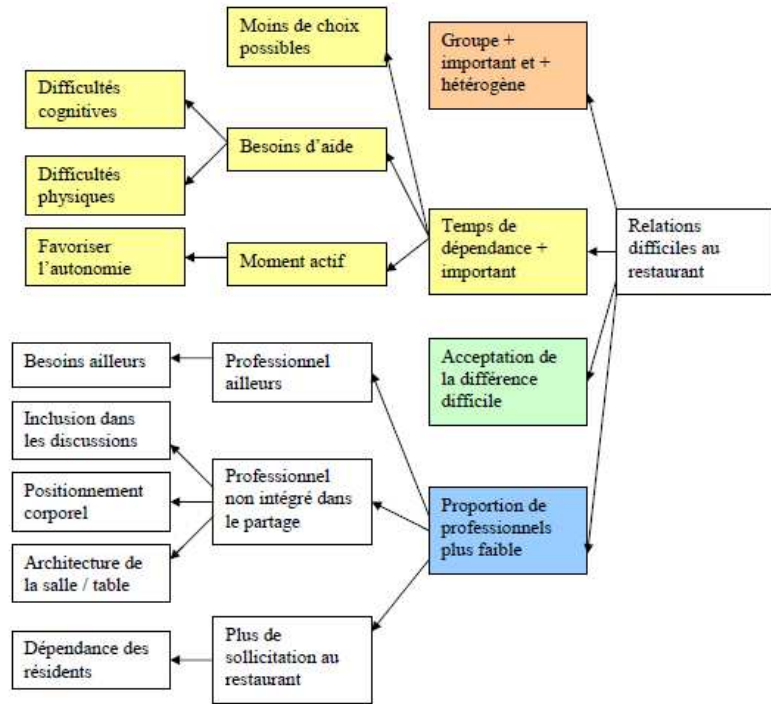 Moins de choix
possibles
Groupe +
important et +
hétérogène
Difficultés
cognitives
Besoins d'aide
Difficultés
physiques
Temps de
dépendance +
important
Relations
difficiles au
restaurant
Favoriser
l'autonomie
Moment actif
Besoins ailleurs
Professionnel
ailleurs
Acceptation de
la différence
difficile
Inclusion dans
les discussions
Positionnement
corporel
Professionnel
non intégré dans
le partage
Proportion de
professionnels
plus faible
Architecture de
la salle / table
Dépendance des
résidents
Plus de
sollicitation au
restaurant